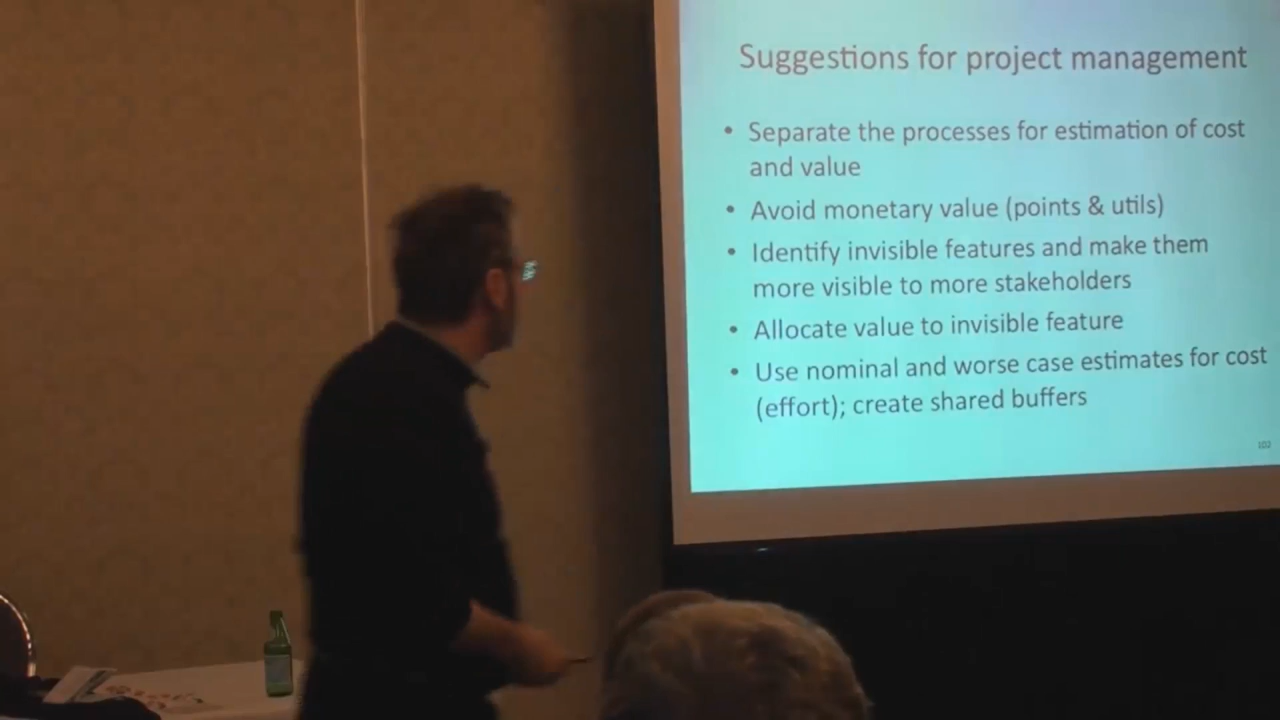 Suggestions for project management
• Separate the processes for estimation of cost
and value
• Avoid monetary value (points & utils)
• Identify invisible features and make them
more visible to more stakeholders
• Allocate value to invisible feature
• Use nominal and worse case estimates for cost
(effort); create shared buffers
102